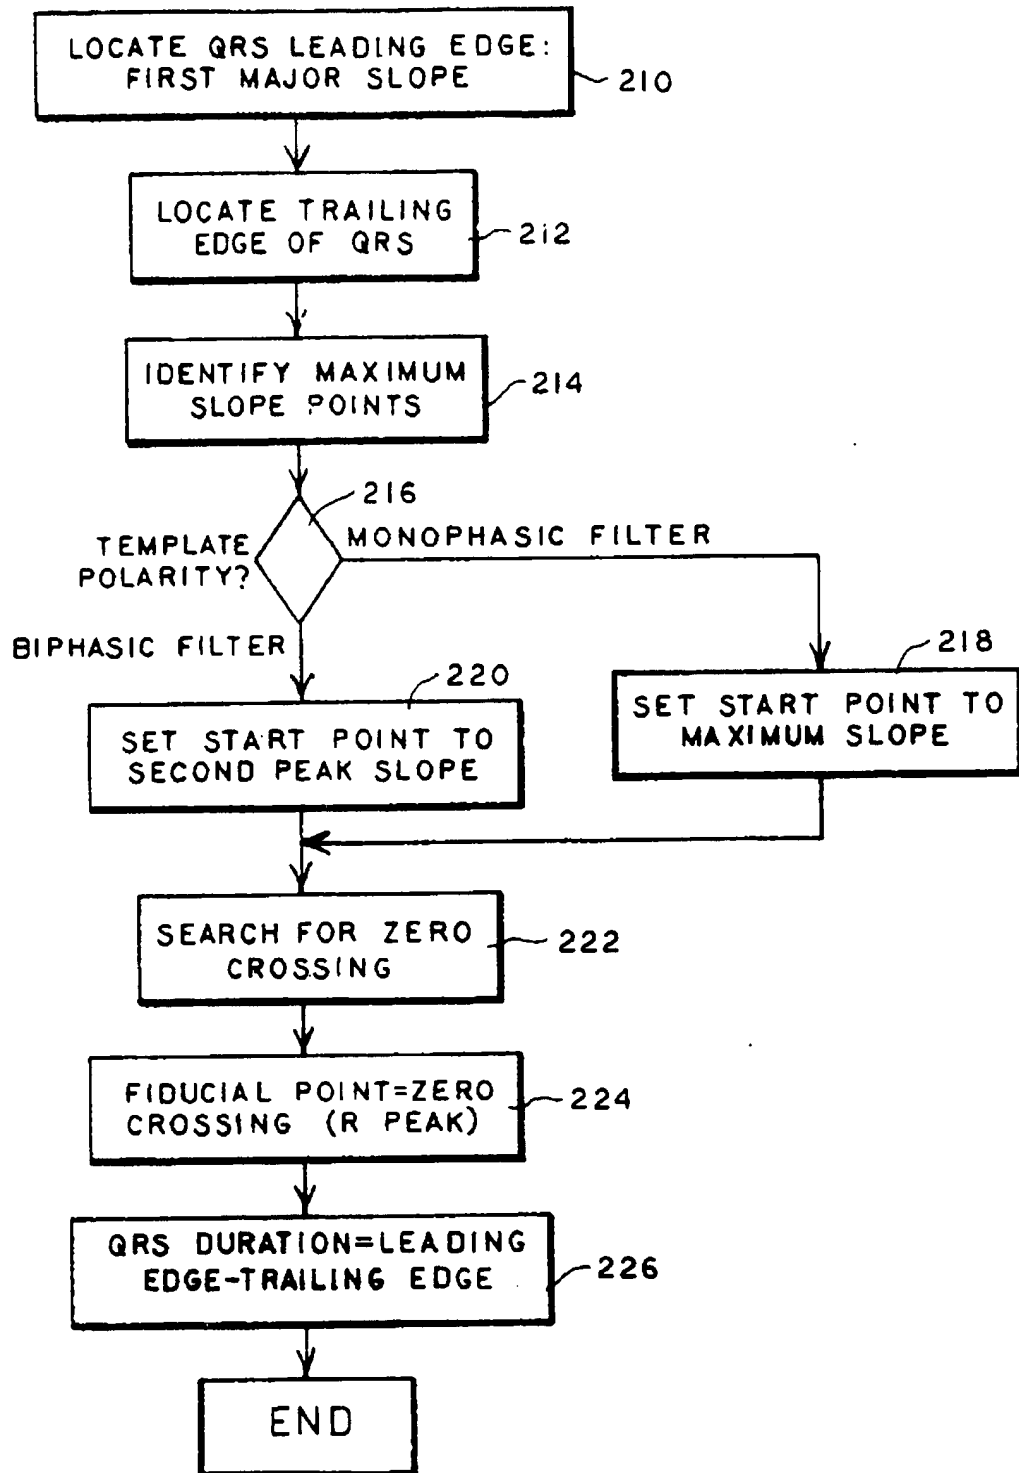 LOCATE QRS LEADING EDGE:
FIRST MAJOR SLOPE
210
LOCATE TRAILING
EDGE OF QRS
212
IDENTIFY MAXIMUM
SLOPE POINTS
214
216
TEMPLATE
POLARITY?
MONOPHASIC FILTER
BIPHASIC FILTER
218
SET START POINT TO
MAXIMUM SLOPE
220
SET START POINT TO
SECOND PEAK SLOPE
SEARCH FOR ZERO
CROSSING
222
FIDUCIAL POINT=ZERO
CROSSING (R PEAK)
224
QRS DURATION=LEADING
EDGE-TRAILING EDGE
226
END